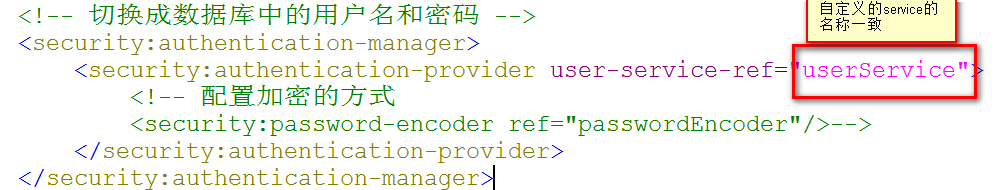 自定义的service的
名称一致
<!-- 切换成数据库中的用户名和密码 -->
<security:authentication-manager>
    <security:authentication-provider user-service-ref="userService">
        <!-- 配置加密的方式
        <security:password-encoder ref="passwordEncoder"/>-->
    </security:authentication-provider>
</security:authentication-manager>